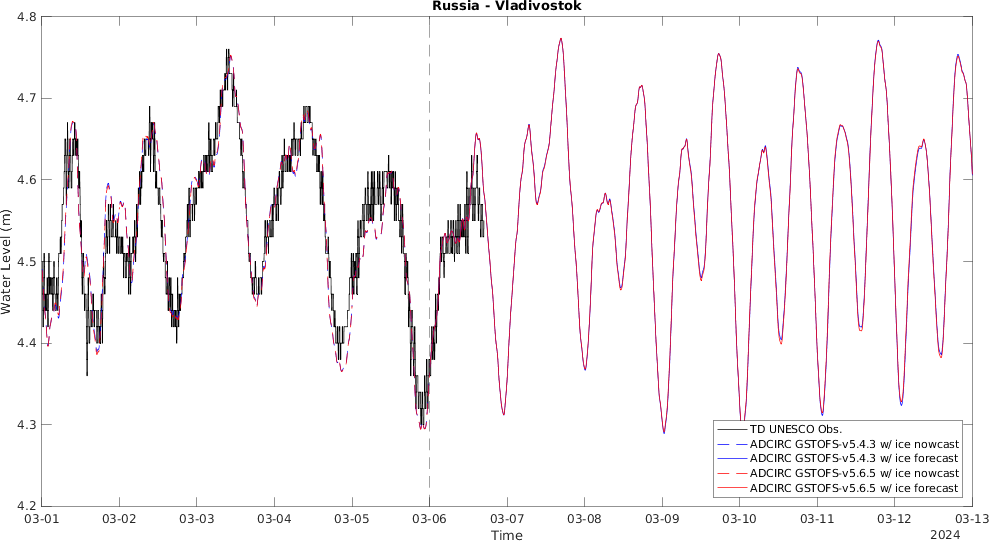 Russia - Vladivostok
4.8
4.7
4.6
4.5
4.4
4.3
4.2
Water Level (m)
TD UNESCO Obs.
ADCIRC GSTOFS-v5.4.3 w/ ice nowcast
ADCIRC GSTOFS-v5.4.3 w/ ice forecast
ADCIRC GSTOFS-v5.6.5 w/ ice nowcast
ADCIRC GSTOFS-v5.6.5 w/ ice forecast
03-01 03-02 03-03 03-04 03-05 03-06 03-07 03-08 03-09 03-10 03-11 03-12 03-13
Time
2024